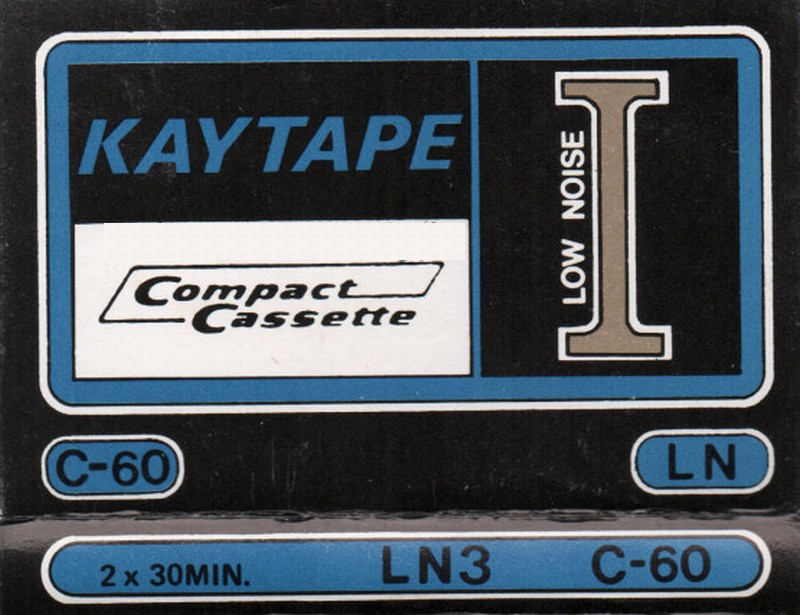 KAYTAPE
Compact
Cassette
LOW NOISE
I
C-60
LN
2 x 30MIN.
LN3
C-60